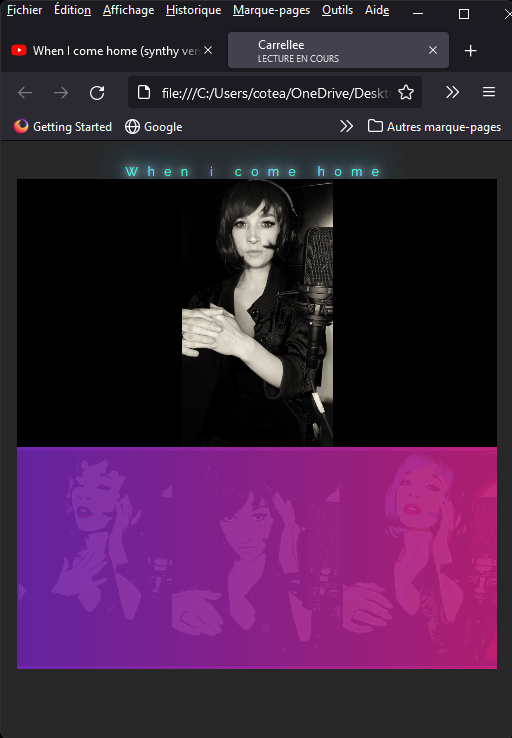 Fichier Édition Affichage Historique Marque-pages Outils Aide
When I come home (synthy vers
Carrellee
LECTURE EN COURS
file:///C:/Users/cotea/OneDrive/Deskt
Getting Started Google Autres marque-pages
When i come home